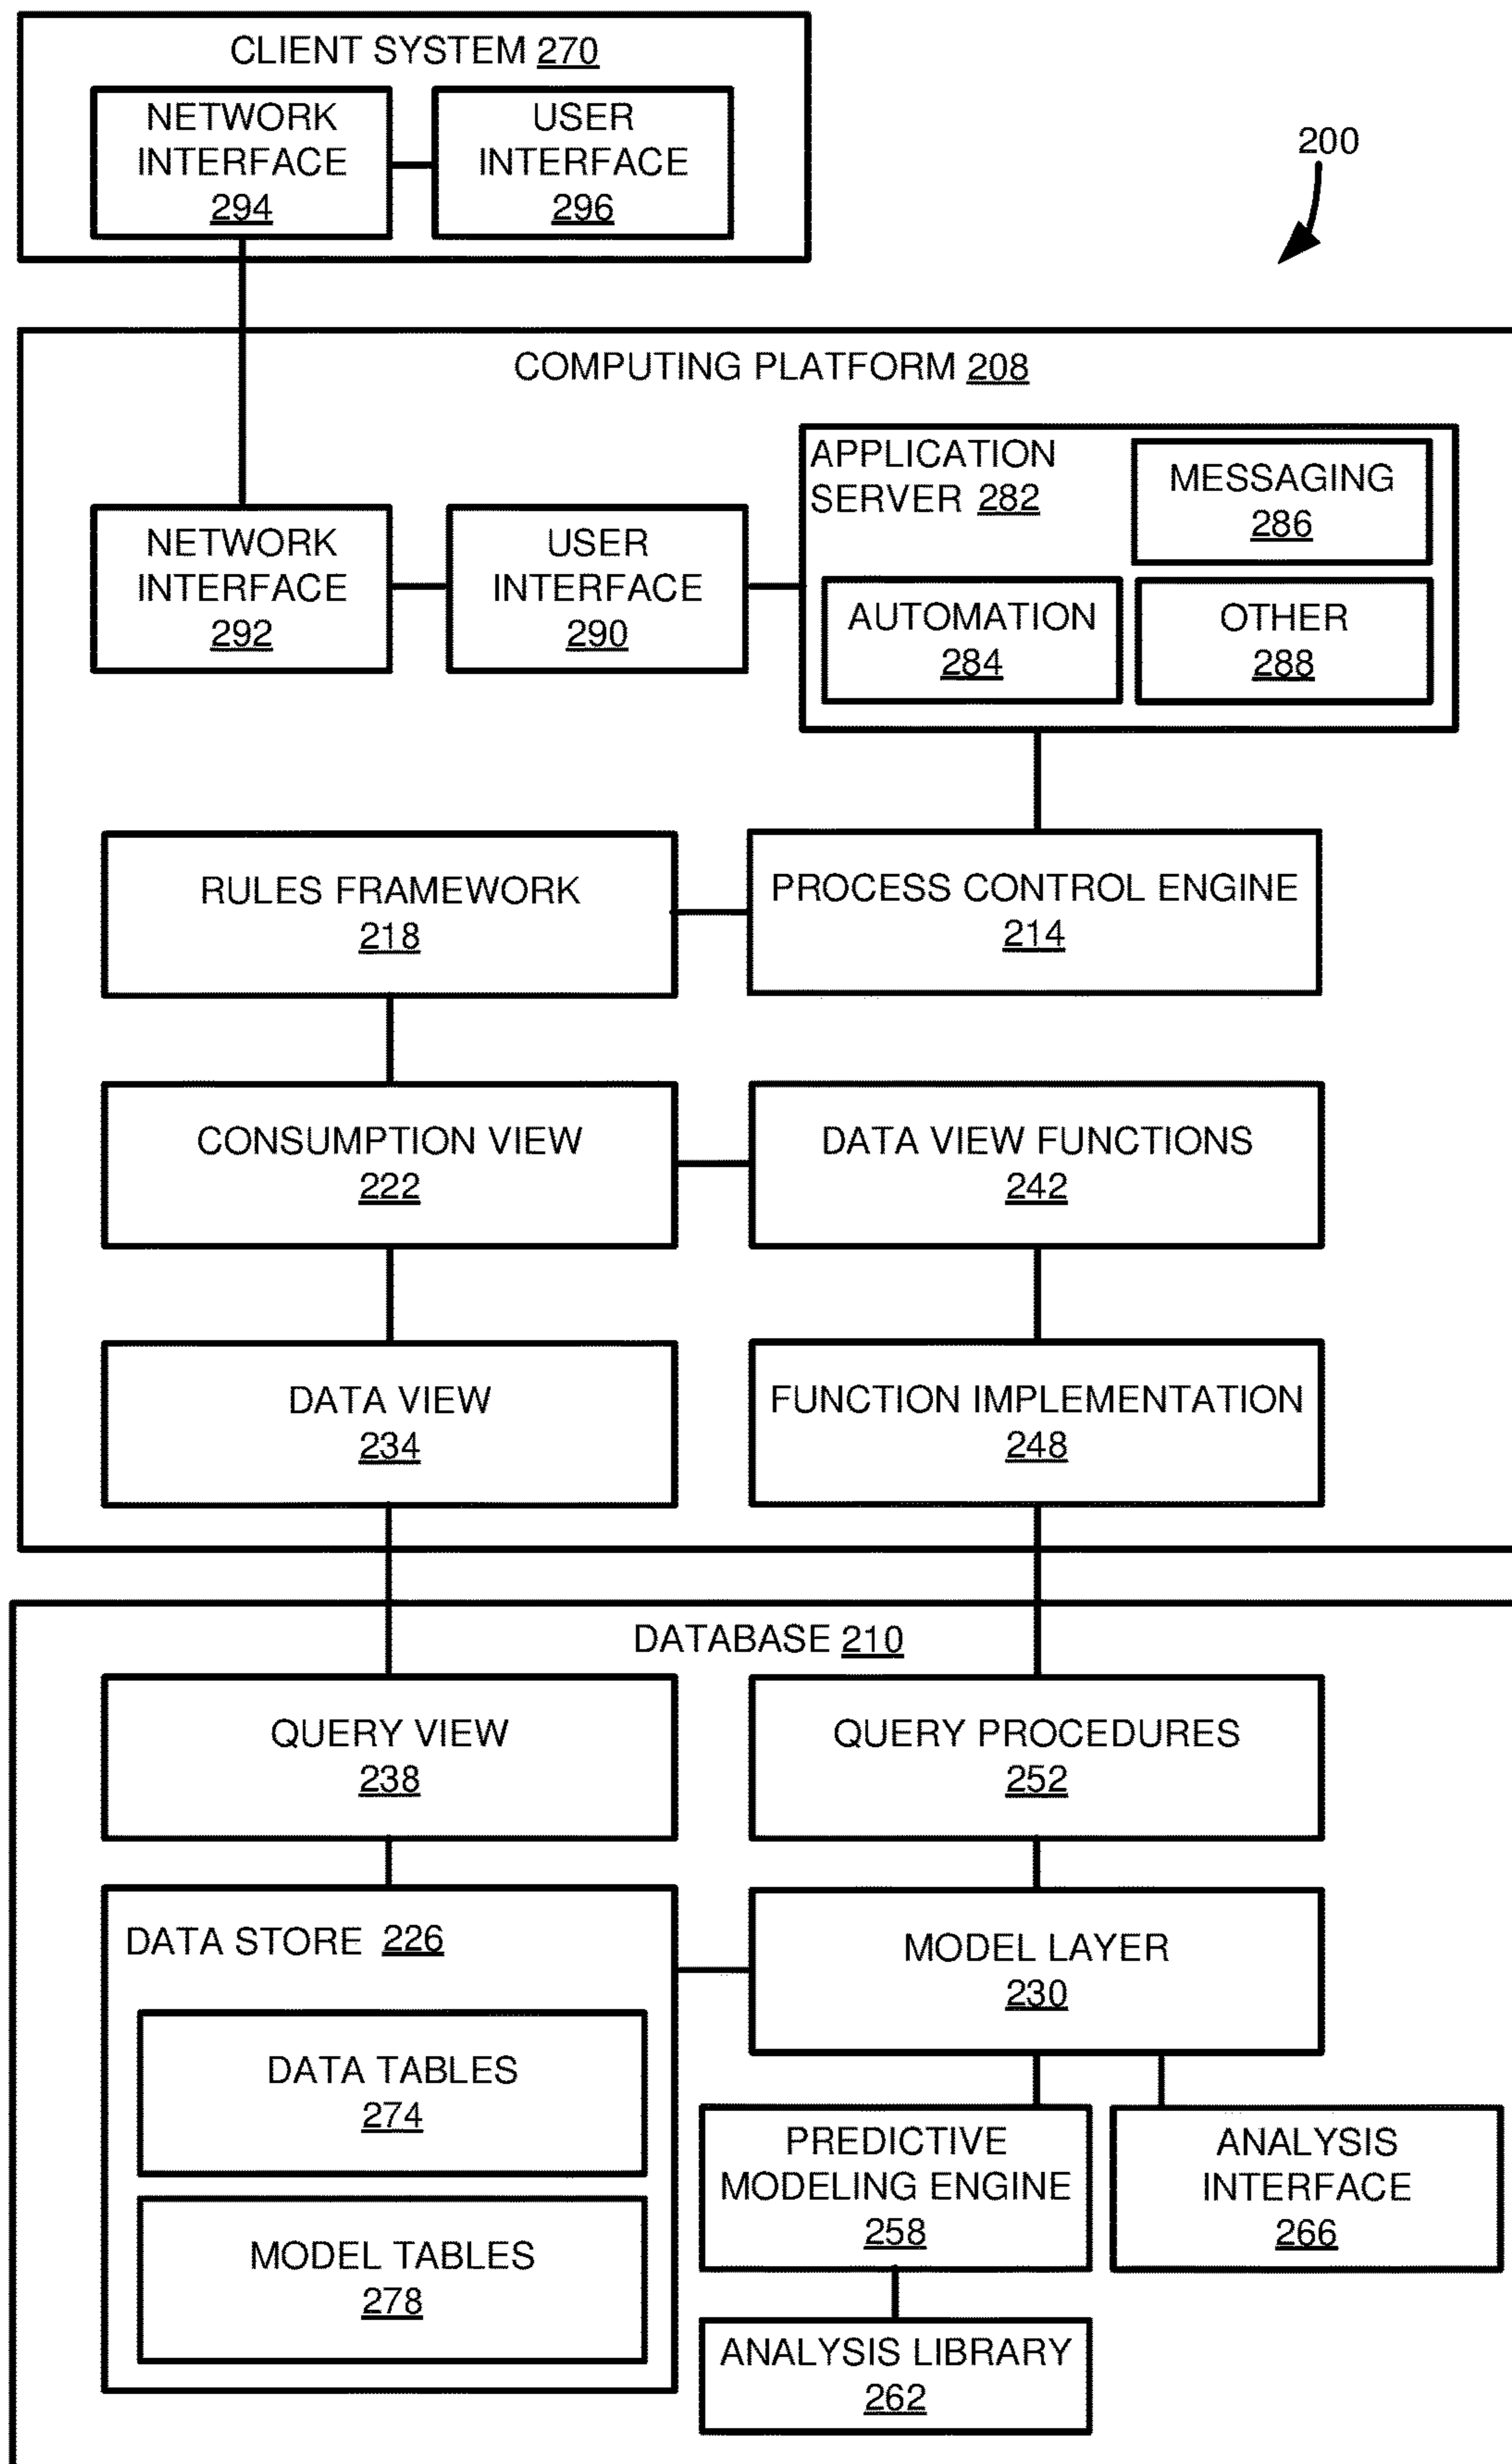 CLIENT SYSTEM 270
NETWORK
INTERFACE
294
USER
INTERFACE
296
200
COMPUTING PLATFORM 208
NETWORK
INTERFACE
292
USER
INTERFACE
290
APPLICATION
SERVER 282
MESSAGING
286
AUTOMATION
284
OTHER
288
RULES FRAMEWORK
218
PROCESS CONTROL ENGINE
214
CONSUMPTION VIEW
222
DATA VIEW FUNCTIONS
242
DATA VIEW
234
FUNCTION IMPLEMENTATION
248
DATABASE 210
QUERY VIEW
238
QUERY PROCEDURES
252
DATA STORE 226
DATA TABLES
274
MODEL TABLES
278
MODEL LAYER
230
PREDICTIVE
MODELING ENGINE
258
ANALYSIS
INTERFACE
266
ANALYSIS LIBRARY
262